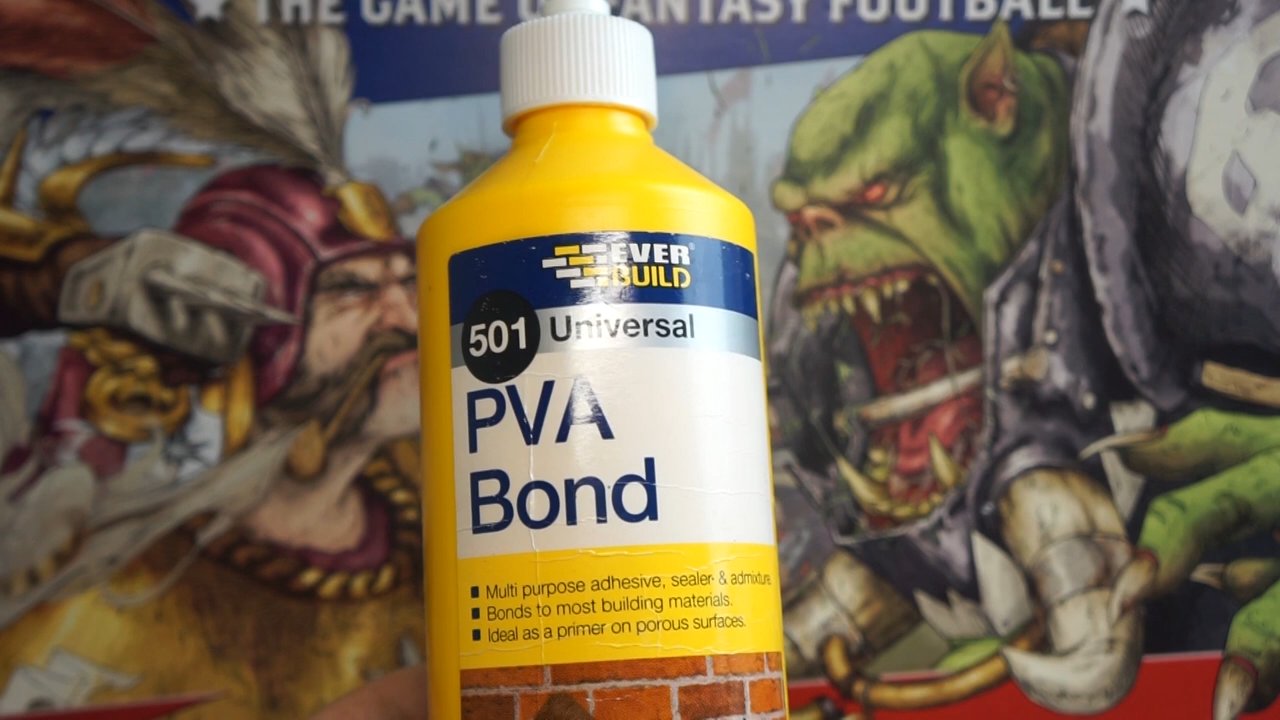 THE GAME OF FANTASY FOOTBALL
EVER
BUILD
501 Universal
PVA
Bond
Multi purpose adhesive, sealer & admixture.
Bonds to most building materials.
Ideal as a primer on porous surfaces.